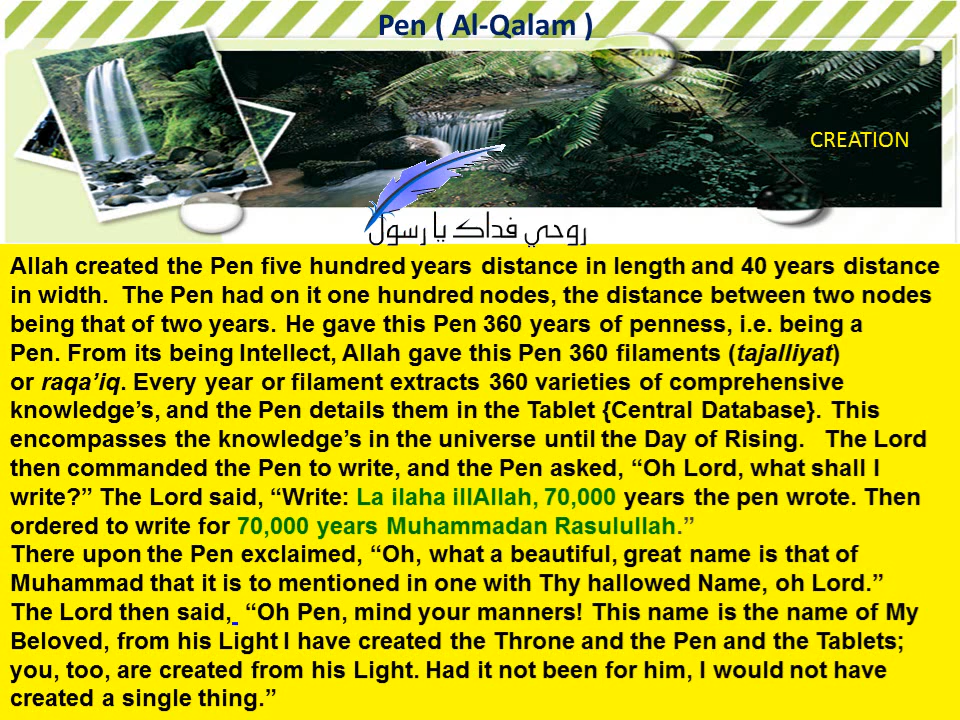 Pen ( Al-Qalam )
CREATION
روحي فداك يا رسول
Allah created the Pen five hundred years distance in length and 40 years distance
in width.  The Pen had on it one hundred nodes, the distance between two nodes
being that of two years. He gave this Pen 360 years of penness, i.e. being a
Pen. From its being Intellect, Allah gave this Pen 360 filaments (tajalliyat)
or raqa’iq. Every year or filament extracts 360 varieties of comprehensive
knowledge’s, and the Pen details them in the Tablet {Central Database}. This
encompasses the knowledge’s in the universe until the Day of Rising.   The Lord
then commanded the Pen to write, and the Pen asked, “Oh Lord, what shall I
write?” The Lord said, “Write: La ilaha illAllah, 70,000 years the pen wrote. Then
ordered to write for 70,000 years Muhammadan Rasulullah.”
There upon the Pen exclaimed, “Oh, what a beautiful, great name is that of
Muhammad that it is to mentioned in one with Thy hallowed Name, oh Lord.”
The Lord then said,  “Oh Pen, mind your manners! This name is the name of My
Beloved, from his Light I have created the Throne and the Pen and the Tablets;
you, too, are created from his Light. Had it not been for him, I would not have
created a single thing.”